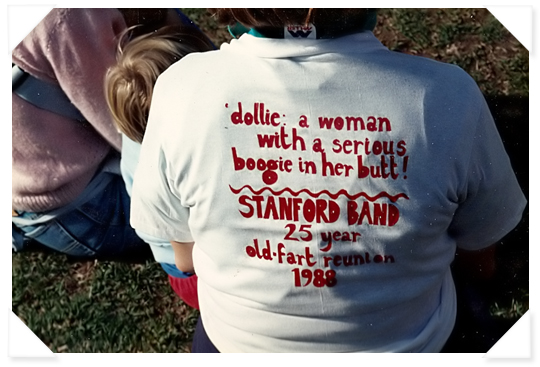 dollie: a woman
with a serious
boogie in her butt!
STANFORD BAND
25 year
old-fart reunion
1988